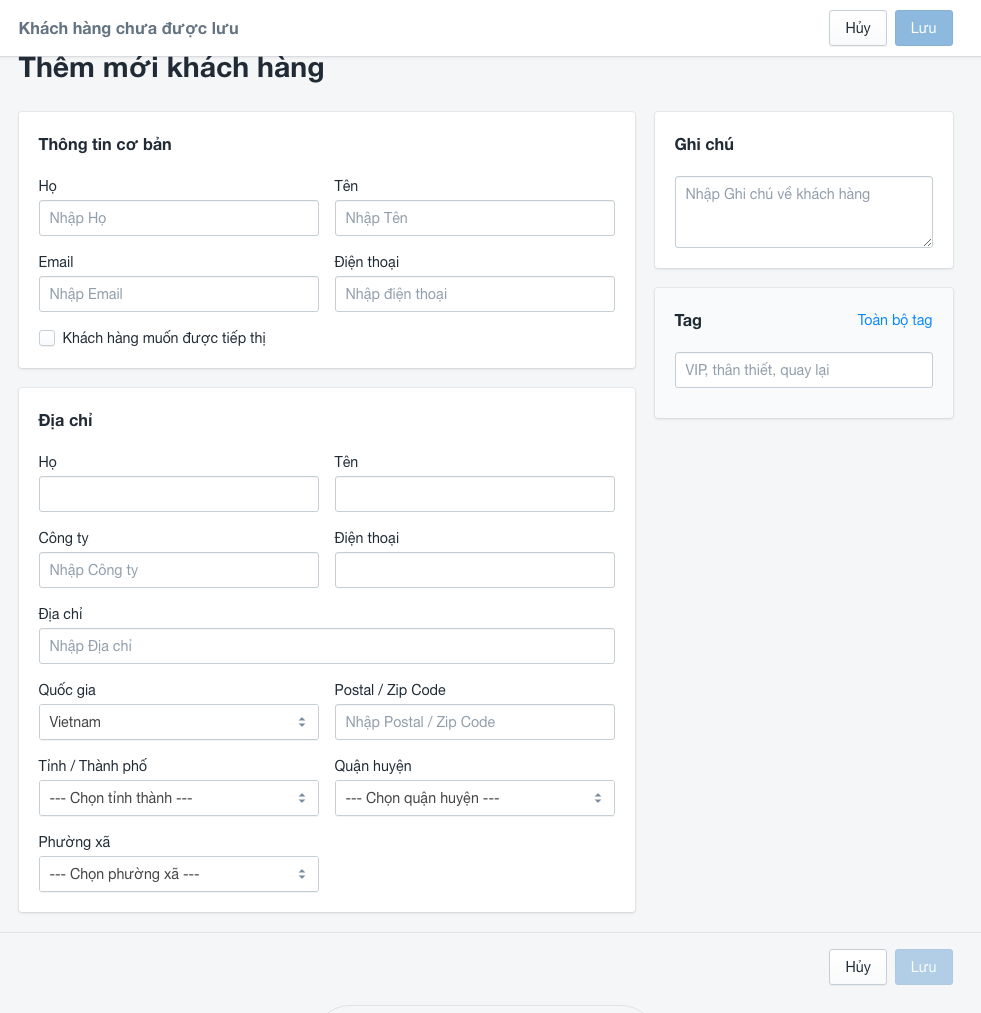 Khách hàng chưa được lưu
Hủy
Lưu
Thêm mới khách hàng
Thông tin cơ bản
Họ
Tên
Nhập Họ
Nhập Tên
Email
Điện thoại
Nhập Email
Nhập điện thoại
Khách hàng muốn được tiếp thị
Ghi chú
Nhập Ghi chú về khách hàng
Tag
Toàn bộ tag
VIP, thân thiết, quay lại
Địa chỉ
Họ
Tên
Công ty
Điện thoại
Nhập Công ty
Địa chỉ
Nhập Địa chỉ
Quốc gia
Postal / Zip Code
Vietnam
Nhập Postal / Zip Code
Tỉnh / Thành phố
Quận huyện
--- Chọn tỉnh thành ---
--- Chọn quận huyện ---
Phường xã
--- Chọn phường xã ---
Hủy
Lưu